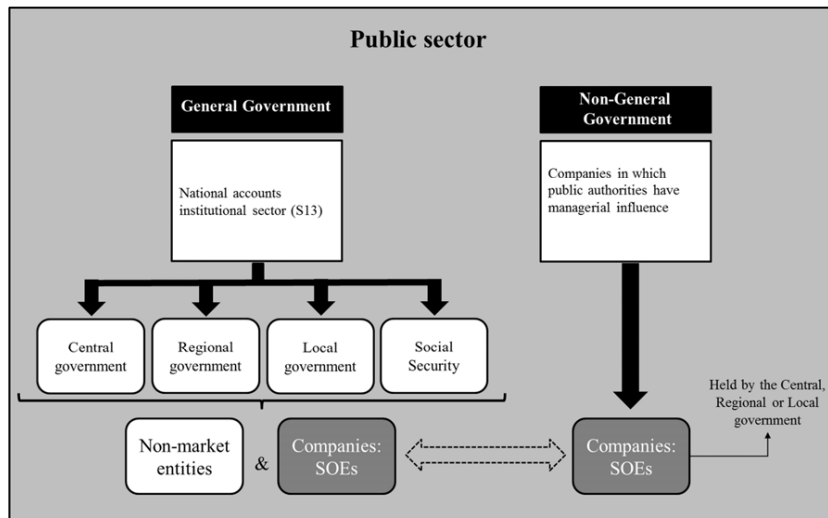 Public sector
General Government
Non-General
Government
National accounts
institutional sector (S13)
Companies in which
public authorities have
managerial influence
Central
government
Regional
government
Local
government
Social
Security
Held by the Central,
Regional or Local
government
Non-market
entities
&
Companies:
SOEs
Companies:
SOEs